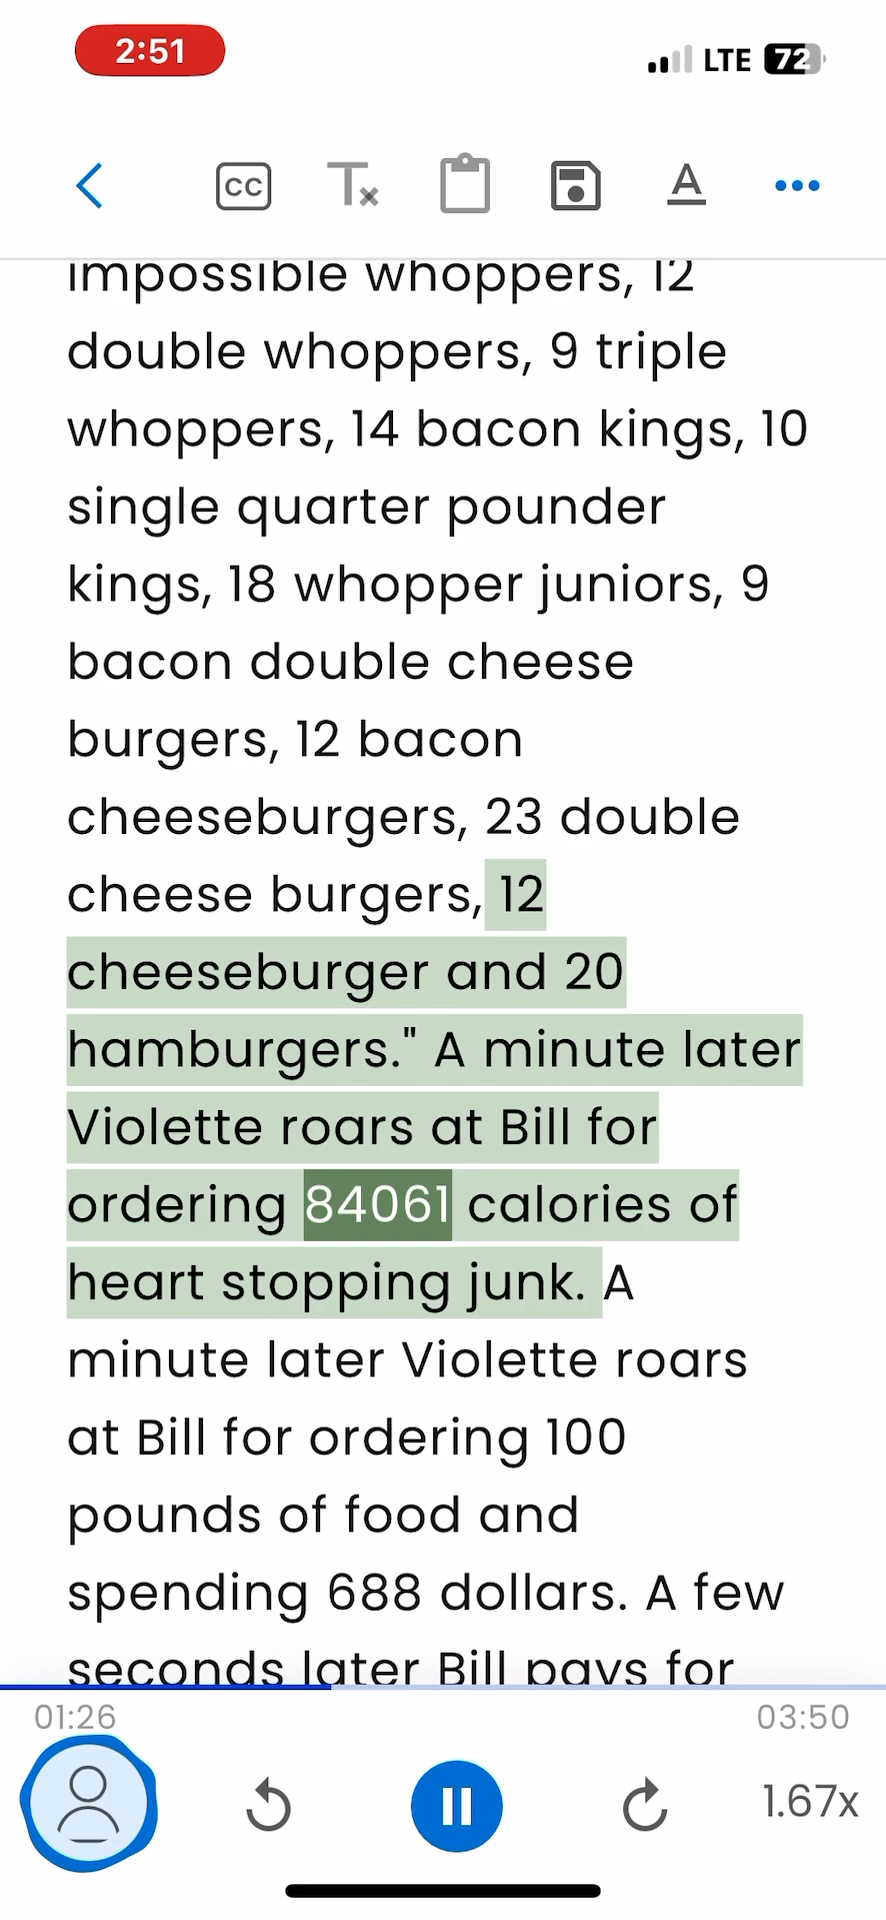 2:51
LTE 72
CC
impossible whoppers, 12
double whoppers, 9 triple
whoppers, 14 bacon kings, 10
single quarter pounder
kings, 18 whopper juniors, 9
bacon double cheese
burgers, 12 bacon
cheeseburgers, 23 double
cheese burgers, 12
cheeseburger and 20
hamburgers." A minute later
Violette roars at Bill for
ordering 84061 calories of
heart stopping junk. A
minute later Violette roars
at Bill for ordering 100
pounds of food and
spending 688 dollars. A few
seconds later Bill pays for
01:26 03:50
1.67x